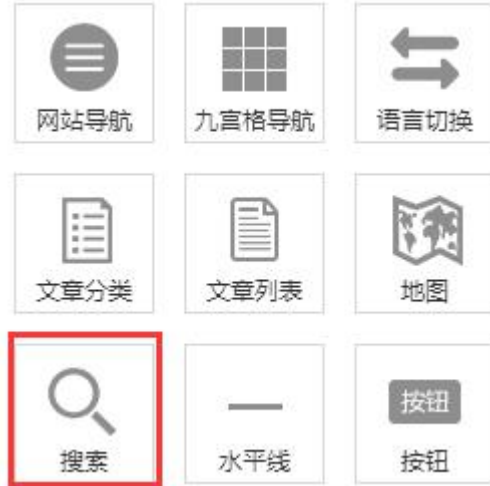 网站导航
九宫格导航
语言切换
文章分类
文章列表
地图
搜索
水平线
按钮
按钮